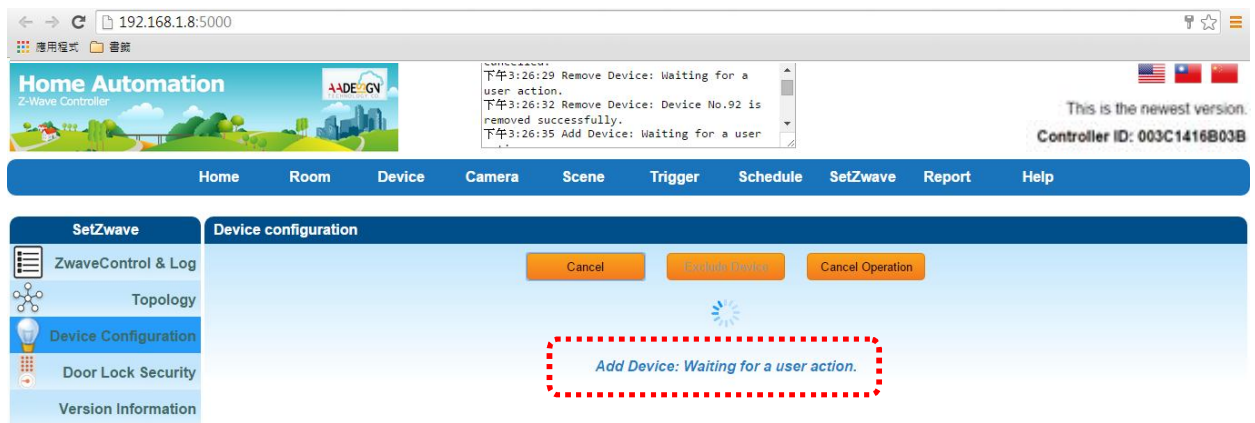 192.168.1.8:5000
應用程式 書籤
Home Automation
Z-Wave Controller
cancelled.
下午3:26:29 Remove Device: Waiting for a
user action.
下午3:26:32 Remove Device: Device No.92 is
removed successfully.
下午3:26:35 Add Device: Waiting for a user
This is the newest version.
Controller ID: 003C1416B03B
Home Room Device Camera Scene Trigger Schedule SetZwave Report Help
SetZwave
Device configuration
ZwaveControl & Log
Cancel Exclude Device Cancel Operation
Topology
Device Configuration
Add Device: Waiting for a user action.
Door Lock Security
Version Information